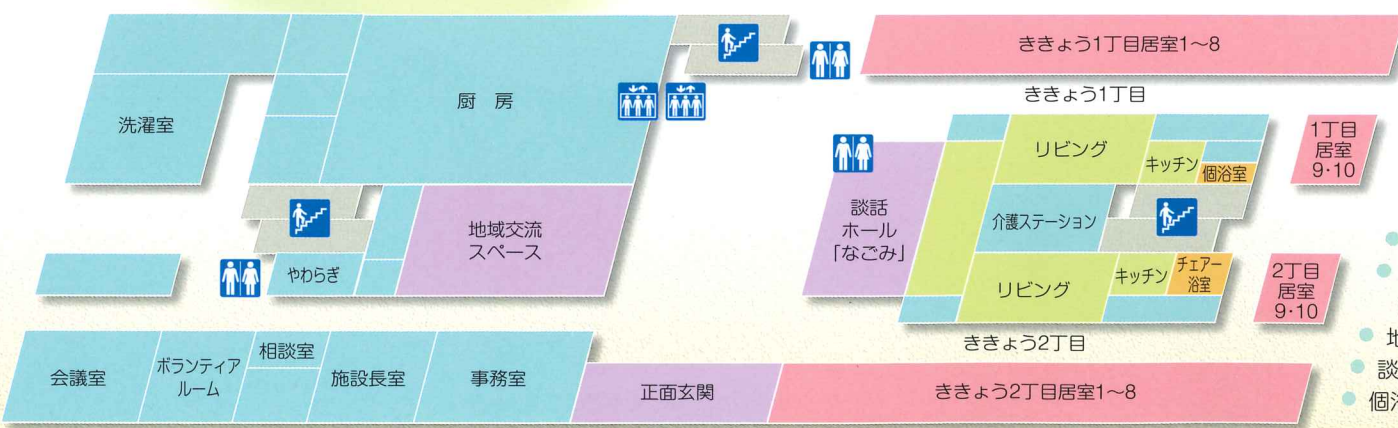 ききょう1丁目居室1〜8
厨　房
洗濯室
ききょう1丁目
リビング
キッチン
個浴室
1丁目
居室
9・10
談話
ホール
「なごみ」
介護ステーション
地域交流
スペース
やわらぎ
リビング
キッチン
チェアー
浴室
2丁目
居室
9・10
ききょう2丁目
会議室
ボランティア
ルーム
相談室
施設長室
事務室
正面玄関
ききょう2丁目居室1〜8
地
談
個浴